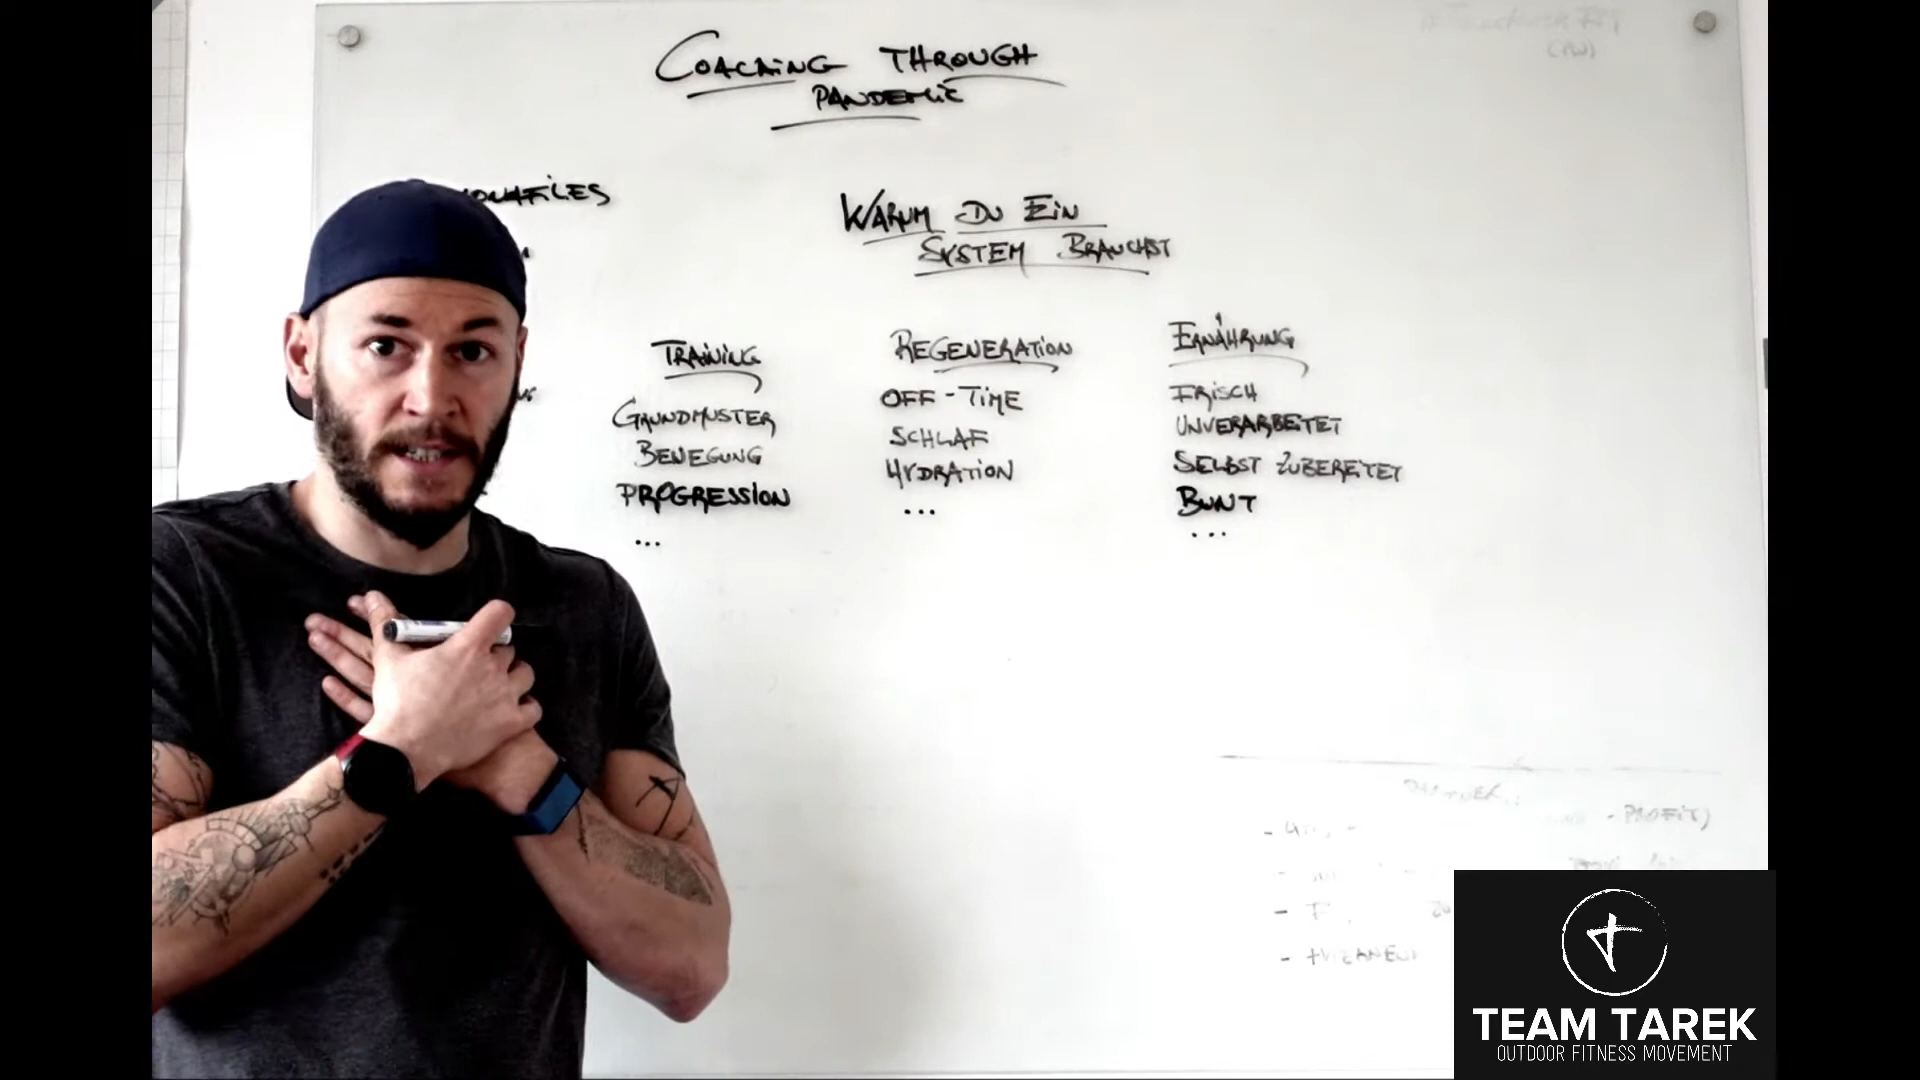 COACHING THROUGH
PANDEMIC
WARUM DU EIN
SYSTEM BRAUCHST
TRAINING
GRUNDMUSTER
BEWEGUNG
PROGRESSION
...
REGENERATION
OFF-TIME
SCHLAF
HYDRATION
...
ERNÄHRUNG
FRISCH
UNVERARBEITET
SELBST ZUBEREITET
BUNT
...
- PROFIT)
TEAM TAREK
OUTDOOR FITNESS MOVEMENT